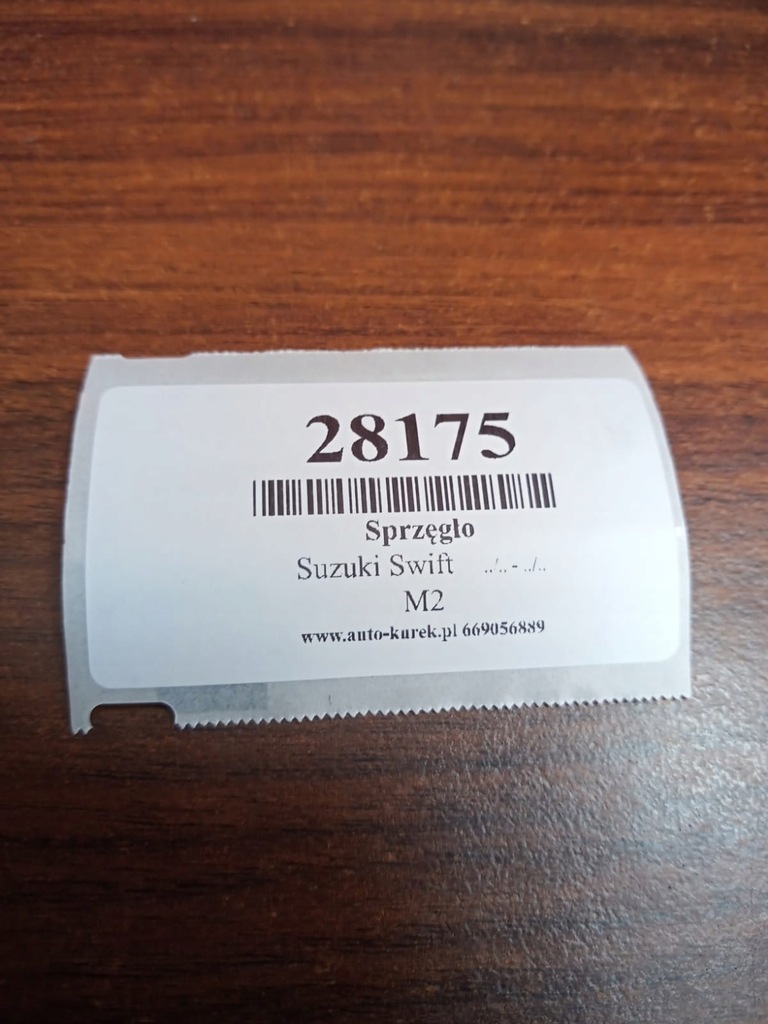 28175
Sprzęgło
Suzuki Swift ../.. - ../..
M2
www.auto-kurek.pl 669056889